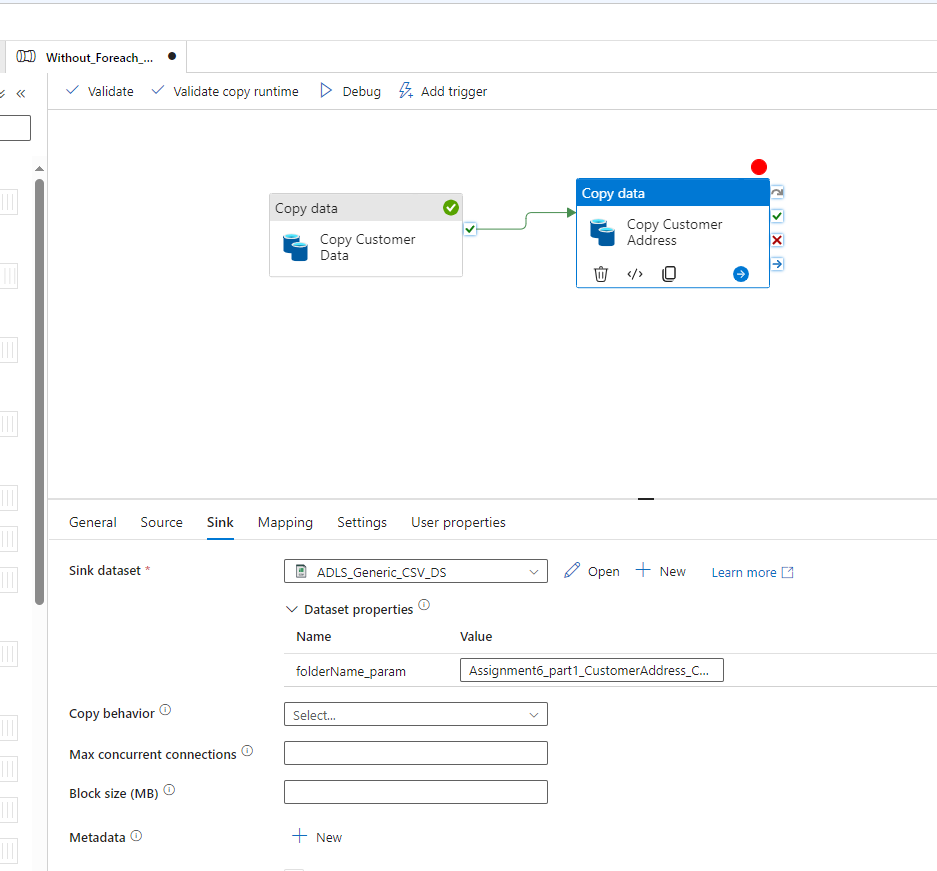 Without_Foreach_...
Validate
Validate copy runtime
Debug
Add trigger
Copy data
Copy Customer
Data
Copy data
Copy Customer
Address
General
Source
Sink
Mapping
Settings
User properties
Sink dataset *
ADLS_Generic_CSV_DS
Open
New
Learn more
Dataset properties
Name
Value
folderName_param
Assignment6_part1_CustomerAddress_C...
Copy behavior
Select...
Max concurrent connections
Block size (MB)
Metadata
New